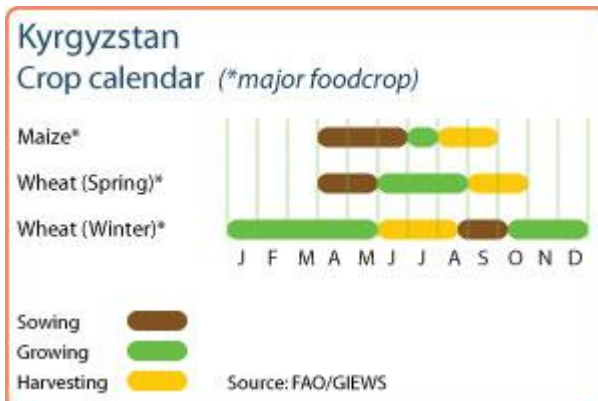 Kyrgyzstan
Crop calendar (*major foodcrop)
Maize*
Wheat (Spring)*
Wheat (Winter)*
J F M A M J J A S O N D
Sowing
Growing
Harvesting
Source: FAO/GIEWS